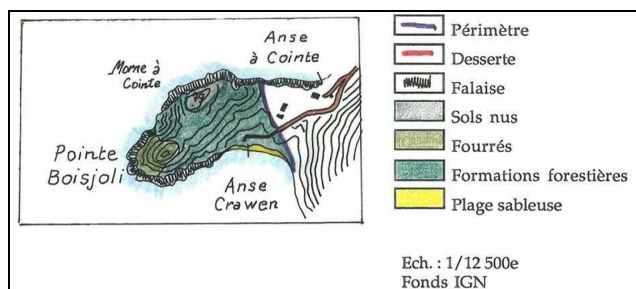 Anse
à Cointe
Morne à
Cointe
Pointe
Boisjoli
Anse
Crawen
Périmètre
Desserte
Falaise
Sols nus
Fourrés
Formations forestières
Plage sableuse
Ech. : 1/12 500e
Fonds IGN